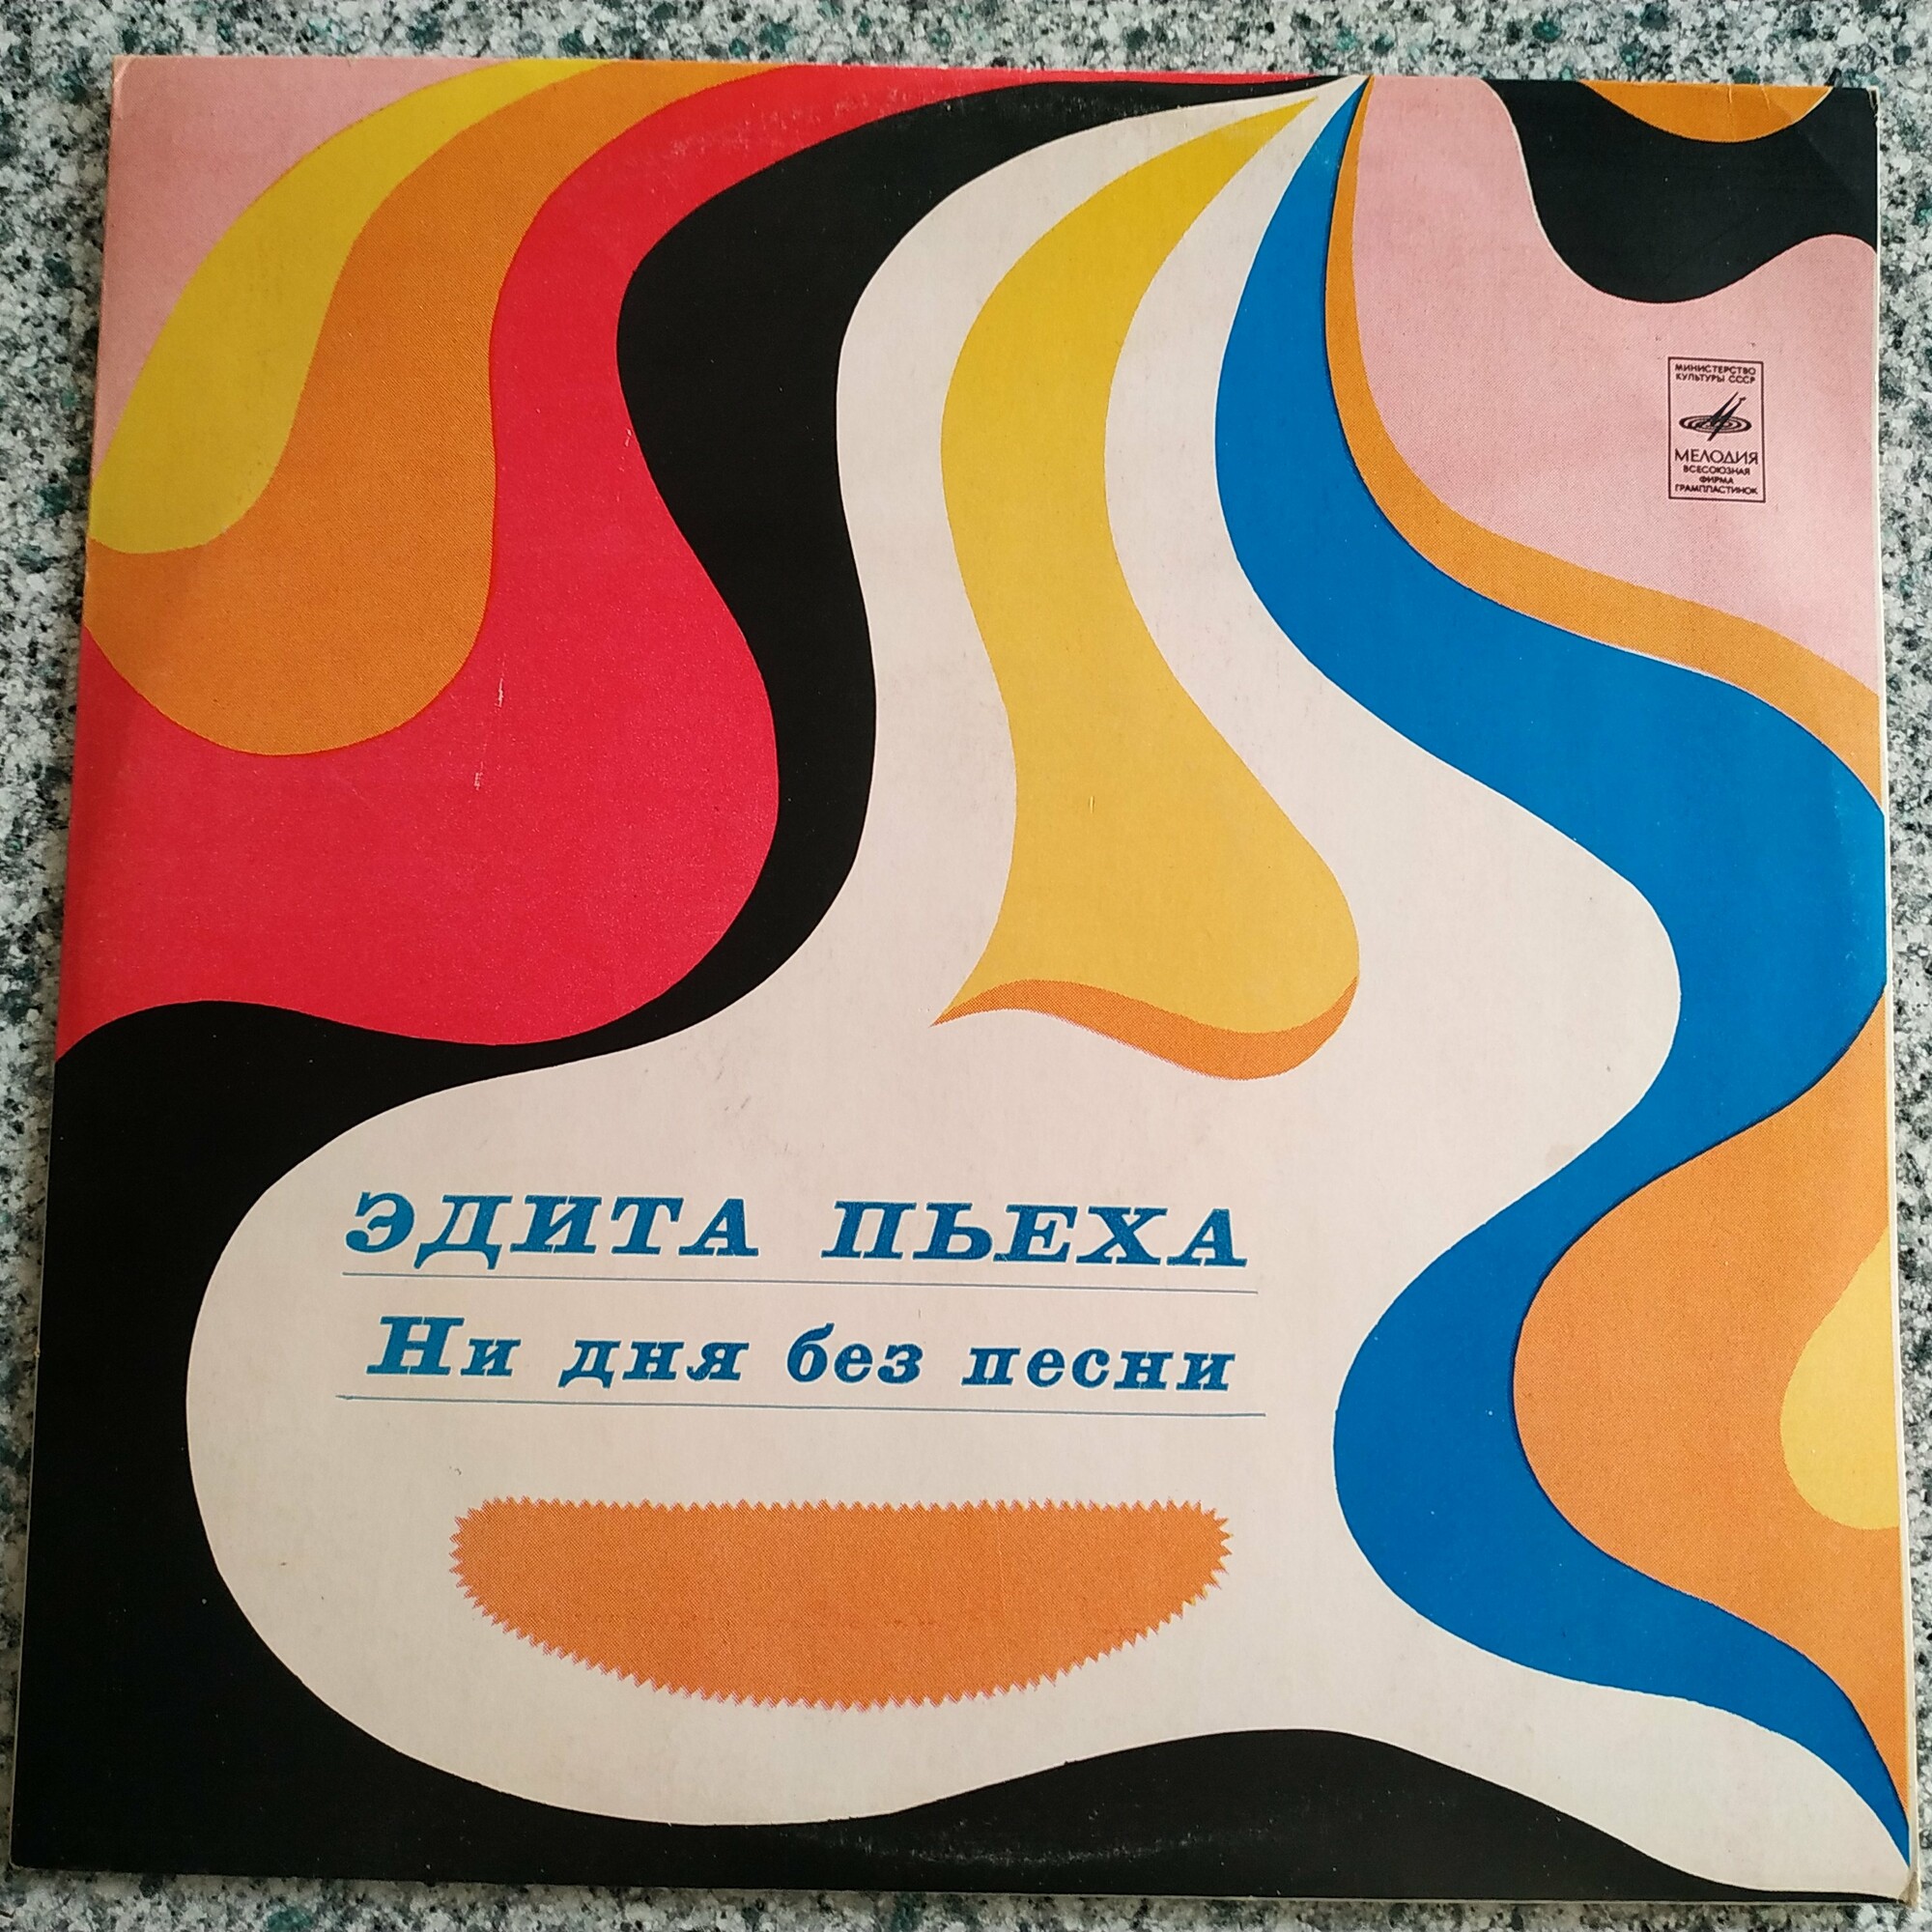 МИНИСТЕРСТВО
КУЛЬТУРЫ СССР
МЕЛОДИЯ
ВСЕСОЮЗНАЯ
ФИРМА
ГРАМПЛАСТИНОК
ЭДИТА ПЬЕХА
Ни дня без песни